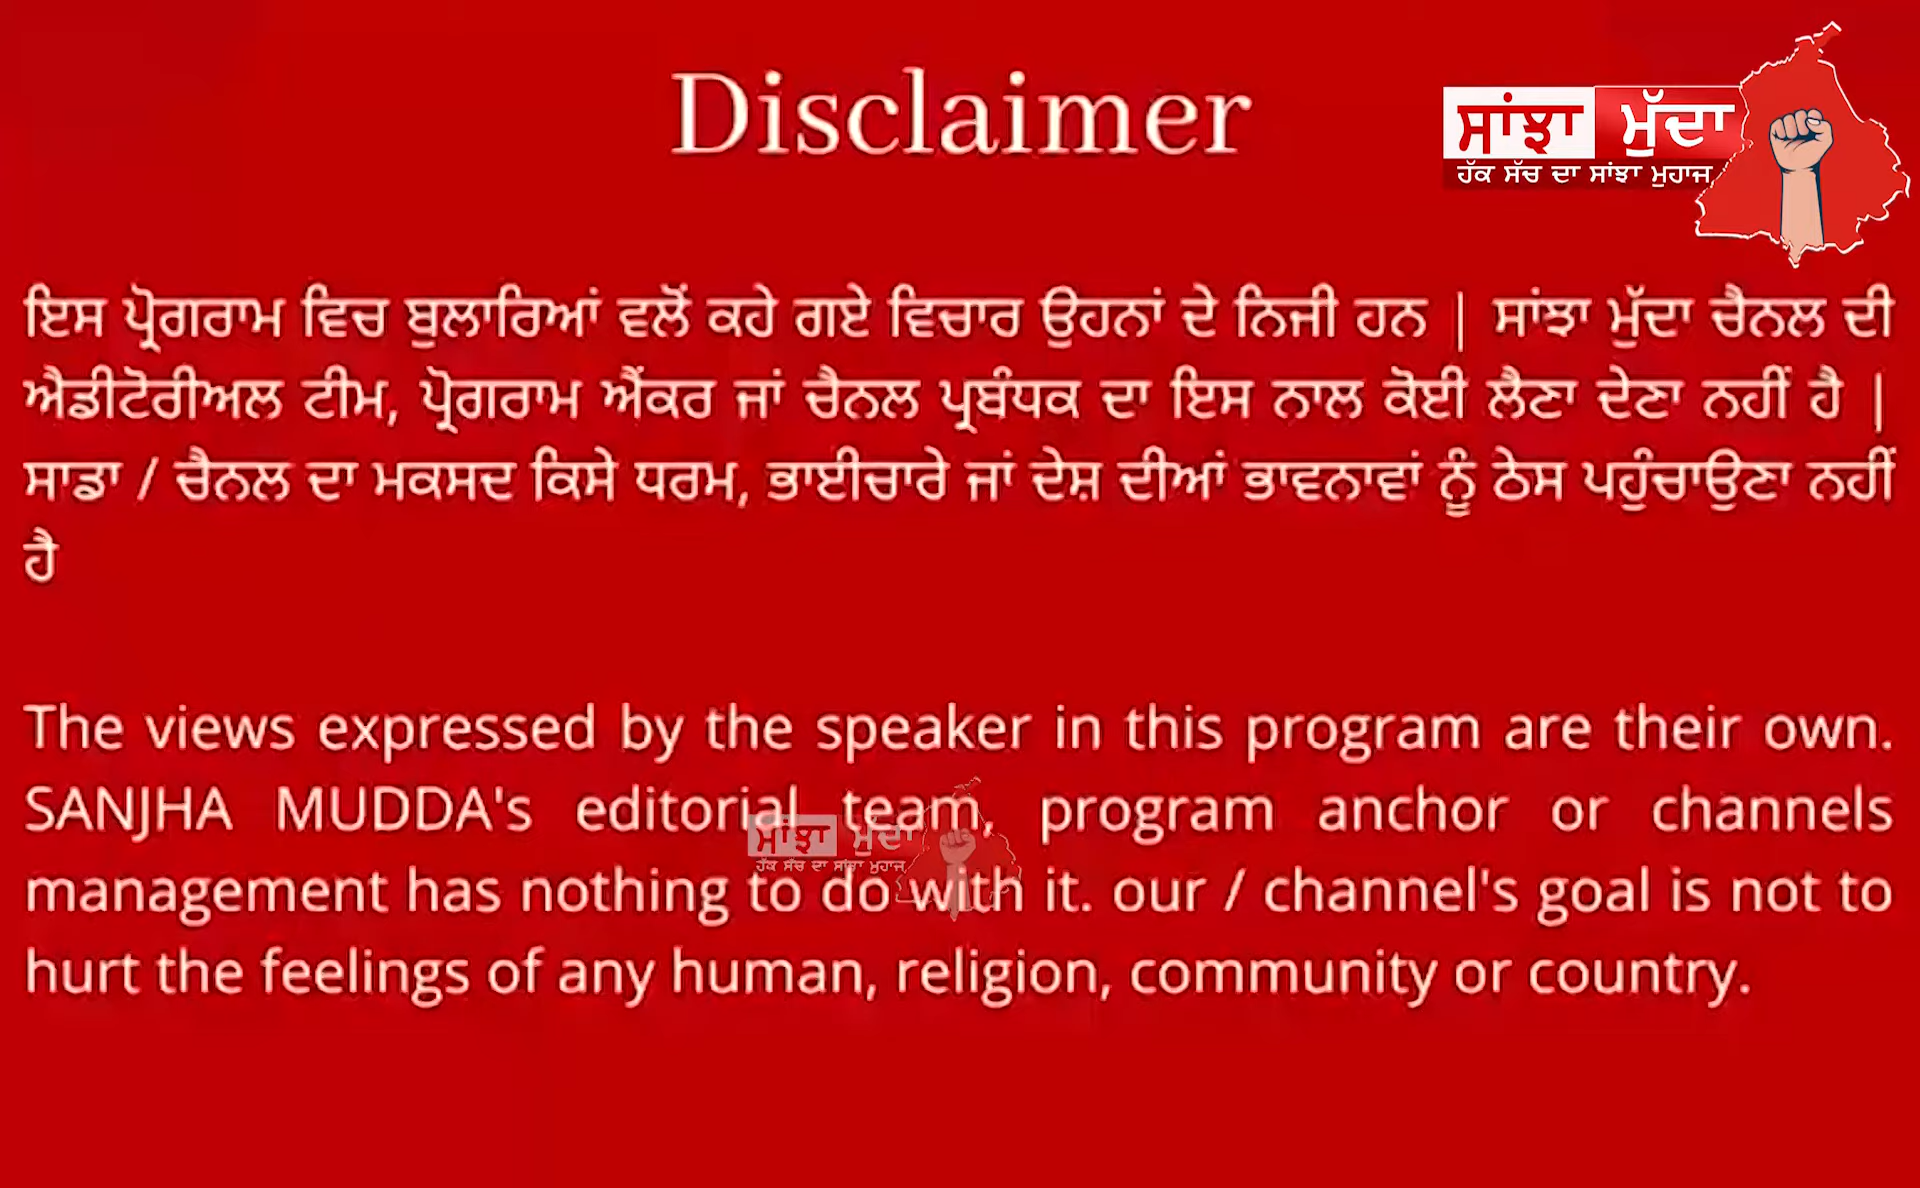 Disclaimer
ਸਾਂਝਾ ਮੁੱਦਾ
ਹੱਕ ਸੱਚ ਦਾ ਸਾਂਝਾ ਮੁਹਾਜ਼
ਇਸ ਪ੍ਰੋਗਰਾਮ ਵਿਚ ਬੁਲਾਰਿਆਂ ਵਲੋਂ ਕਹੇ ਗਏ ਵਿਚਾਰ ਉਹਨਾਂ ਦੇ ਨਿਜੀ ਹਨ | ਸਾਂਝਾ ਮੁੱਦਾ ਚੈਨਲ ਦੀ
ਐਡੀਟੋਰੀਅਲ ਟੀਮ, ਪ੍ਰੋਗਰਾਮ ਐਂਕਰ ਜਾਂ ਚੈਨਲ ਪ੍ਰਬੰਧਕ ਦਾ ਇਸ ਨਾਲ ਕੋਈ ਲੈਣਾ ਦੇਣਾ ਨਹੀਂ ਹੈ |
ਸਾਡਾ / ਚੈਨਲ ਦਾ ਮਕਸਦ ਕਿਸੇ ਧਰਮ, ਭਾਈਚਾਰੇ ਜਾਂ ਦੇਸ਼ ਦੀਆਂ ਭਾਵਨਾਵਾਂ ਨੂੰ ਠੇਸ ਪਹੁੰਚਾਉਣਾ ਨਹੀਂ
ਹੈ
The views expressed by the speaker in this program are their own.
SANJHA MUDDA's editorial team, program anchor or channels
ਸਾਂਝਾ ਮੁੱਦਾ
ਹੱਕ ਸੱਚ ਦਾ ਸਾਂਝਾ ਮੁਹਾਜ਼
management has nothing to do with it. our / channel's goal is not to
hurt the feelings of any human, religion, community or country.